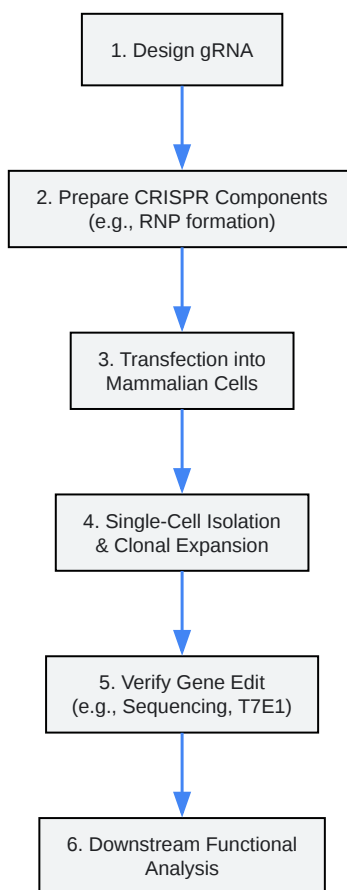 1. Design gRNA
2. Prepare CRISPR Components
(e.g., RNP formation)
3. Transfection into
Mammalian Cells
4. Single-Cell Isolation
& Clonal Expansion
5. Verify Gene Edit
(e.g., Sequencing, T7E1)
6. Downstream Functional
Analysis